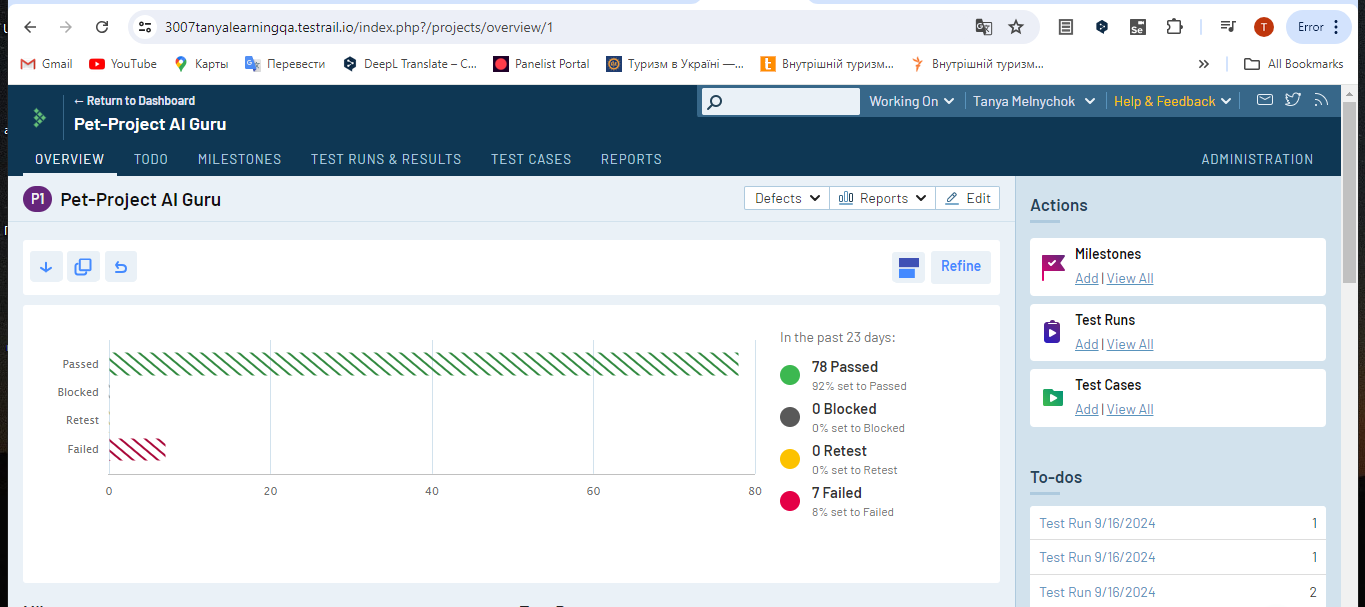 3007tanyalearningqa.testrail.io/index.php?/projects/overview/1
Se
T
Error
Gmail
YouTube
Карты
Перевести
DeepL Translate – C...
Panelist Portal
Туризм в Україні —...
Внутрішній туризм...
Внутрішній туризм...
»
All Bookmarks
← Return to Dashboard
Pet-Project AI Guru
Working On
Tanya Melnychok
Help & Feedback
OVERVIEW
TODO
MILESTONES
TEST RUNS & RESULTS
TEST CASES
REPORTS
ADMINISTRATION
P1
Pet-Project AI Guru
Defects
Reports
Edit
Refine
Passed
Blocked
Retest
Failed
0
20
40
60
80
In the past 23 days:
78 Passed
92% set to Passed
0 Blocked
0% set to Blocked
0 Retest
0% set to Retest
7 Failed
8% set to Failed
Actions
Milestones
Add | View All
Test Runs
Add | View All
Test Cases
Add | View All
To-dos
Test Run 9/16/2024 1
Test Run 9/16/2024 1
Test Run 9/16/2024 2